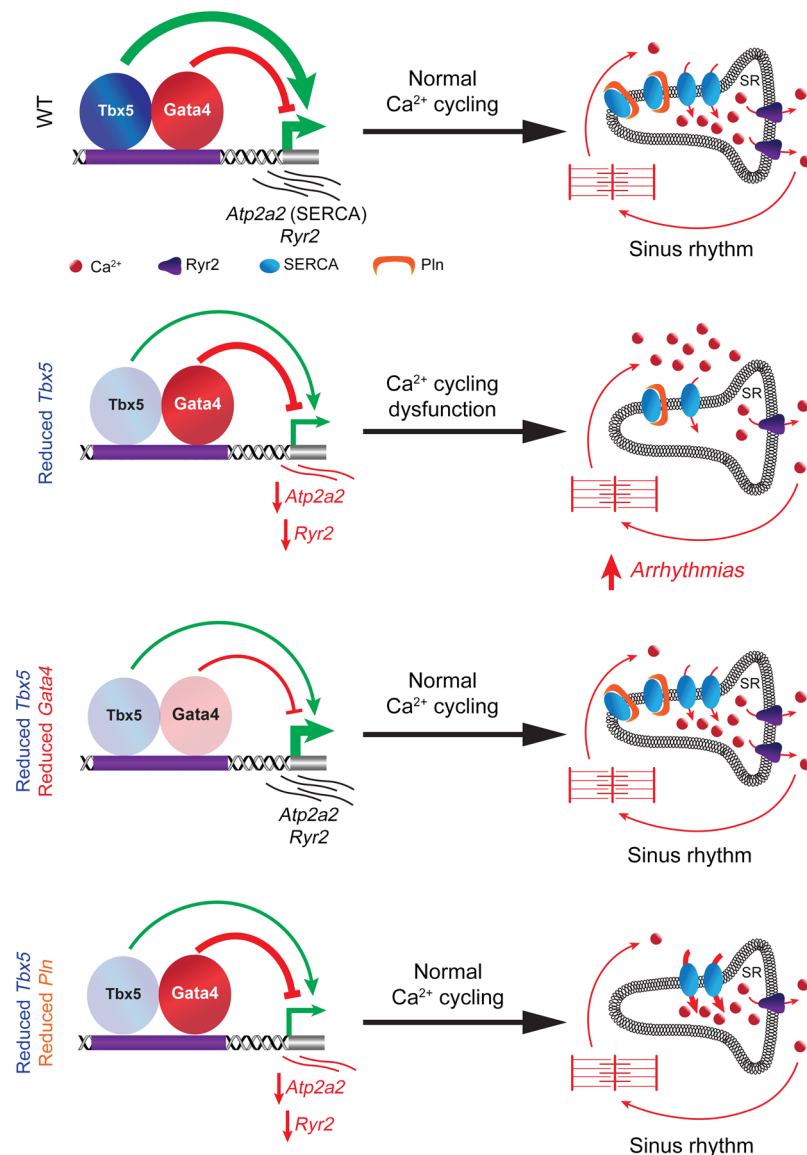 WT
Tbx5
Gata4
Atp2a2 (SERCA)
Ryr2
Normal
Ca²⁺ cycling
SR
Sinus rhythm
Ca²⁺
Ryr2
SERCA
Pln
Reduced Tbx5
Tbx5
Gata4
Atp2a2
Ryr2
Ca²⁺ cycling
dysfunction
SR
Arrhythmias
Reduced Tbx5
Reduced Gata4
Tbx5
Gata4
Atp2a2
Ryr2
Normal
Ca²⁺ cycling
SR
Sinus rhythm
Reduced Tbx5
Reduced Pln
Tbx5
Gata4
Atp2a2
Ryr2
Normal
Ca²⁺ cycling
SR
Sinus rhythm